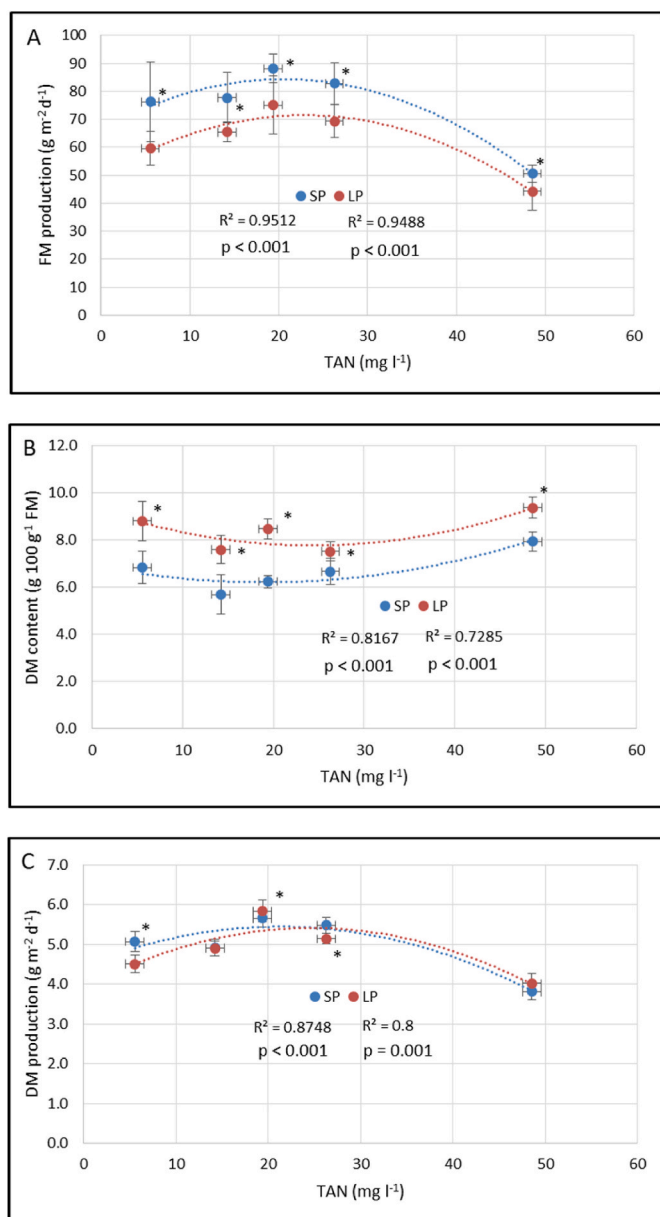 A
100
90
80
70
60
50
40
30
20
10
0
FM production (g m⁻² d⁻¹)
*
*
*
*
*
SP LP
R² = 0.9512 R² = 0.9488
p < 0.001 p < 0.001
0 10 20 30 40 50 60
TAN (mg l⁻¹)
B
12.0
10.0
8.0
6.0
4.0
2.0
0.0
DM content (g 100 g⁻¹ FM)
*
*
*
*
*
SP LP
R² = 0.8167 R² = 0.7285
p < 0.001 p < 0.001
0 10 20 30 40 50 60
TAN (mg l⁻¹)
C
7.0
6.0
5.0
4.0
3.0
2.0
1.0
0.0
DM production (g m⁻² d⁻¹)
*
*
*
SP LP
R² = 0.8748 R² = 0.8
p < 0.001 p = 0.001
0 10 20 30 40 50 60
TAN (mg l⁻¹)